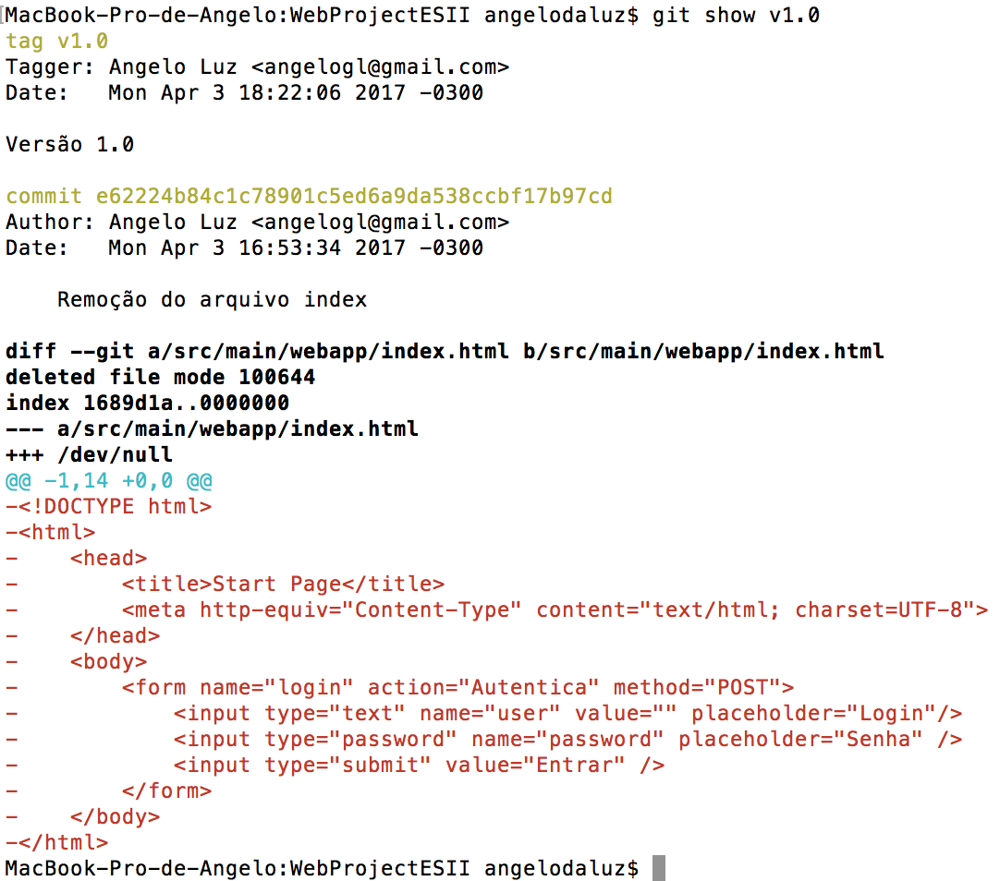 MacBook-Pro-de-Angelo:WebProjectESII angelodaluz$ git show v1.0
tag v1.0
Tagger: Angelo Luz <angelogl@gmail.com>
Date:   Mon Apr 3 18:22:06 2017 -0300

Versão 1.0

commit e62224b84c1c78901c5ed6a9da538ccbf17b97cd
Author: Angelo Luz <angelogl@gmail.com>
Date:   Mon Apr 3 16:53:34 2017 -0300

    Remoção do arquivo index

diff --git a/src/main/webapp/index.html b/src/main/webapp/index.html
deleted file mode 100644
index 1689d1a..0000000
--- a/src/main/webapp/index.html
+++ /dev/null
@@ -1,14 +0,0 @@
-<!DOCTYPE html>
-<html>
-    <head>
-        <title>Start Page</title>
-        <meta http-equiv="Content-Type" content="text/html; charset=UTF-8">
-    </head>
-    <body>
-        <form name="login" action="Autentica" method="POST">
-            <input type="text" name="user" value="" placeholder="Login"/>
-            <input type="password" name="password" placeholder="Senha" />
-            <input type="submit" value="Entrar" />
-        </form>
-    </body>
-</html>
MacBook-Pro-de-Angelo:WebProjectESII angelodaluz$